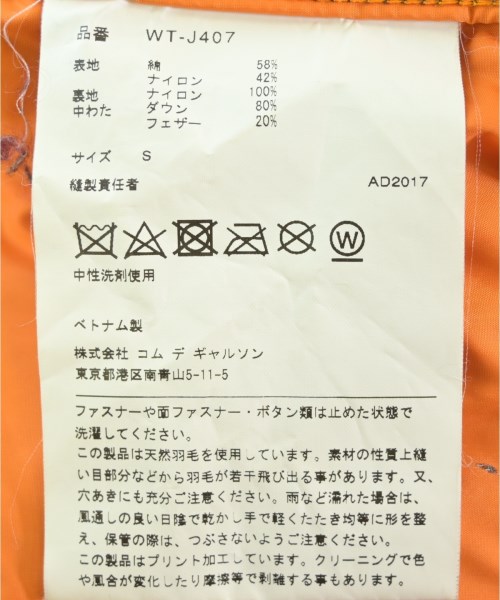 品番 WT-J407
表地 綿 58%
ナイロン 42%
裏地 ナイロン 100%
中わた ダウン 80%
フェザー 20%
サイズ S
縫製責任者 AD2017
W
中性洗剤使用
ベトナム製
株式会社 コム デ ギャルソン
東京都港区南青山5-11-5
ファスナーや面ファスナー・ボタン類は止めた状態で
洗濯してください。
この製品は天然羽毛を使用しています。素材の性質上縫
い目部分などから羽毛が若干飛び出る事があります。又、
穴あきにも充分ご注意ください。雨など濡れた場合は、
風通しの良い日陰で乾かし手で軽くたたき均等に形を整
え、保管の際は、つぶさないようご注意ください。
この製品はプリント加工しています。クリーニングで色
や風合が変化したり摩擦等で剥離する事もあります。